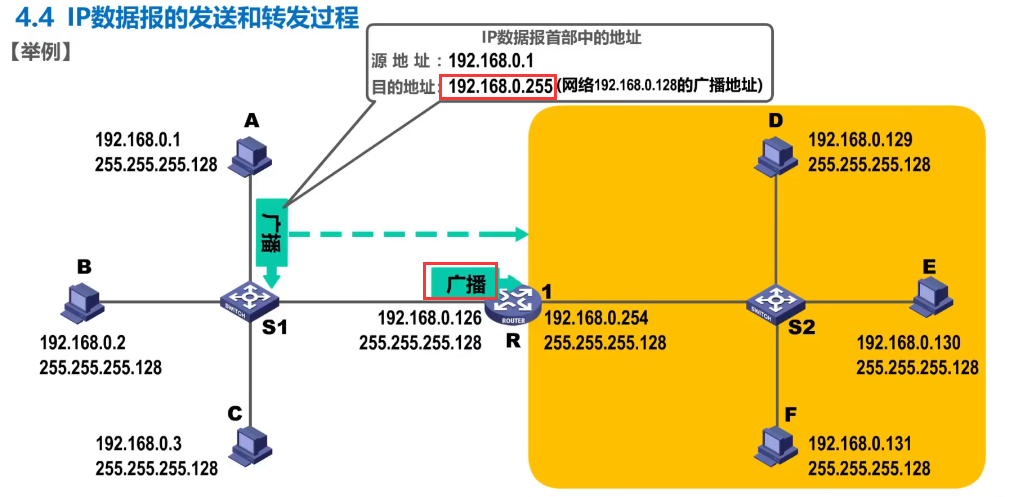 4.4 IP数据报的发送和转发过程
【举例】
IP数据报首部中的地址
源地址：192.168.0.1
目的地址：192.168.0.255 (网络192.168.0.128的广播地址)
A
192.168.0.1
255.255.255.128
D
192.168.0.129
255.255.255.128
广播
B
SWITCH
S1
192.168.0.2
255.255.255.128
广播
ROUTER
R
192.168.0.126
255.255.255.128
1
192.168.0.254
255.255.255.128
SWITCH
S2
E
192.168.0.130
255.255.255.128
C
192.168.0.3
255.255.255.128
F
192.168.0.131
255.255.255.128